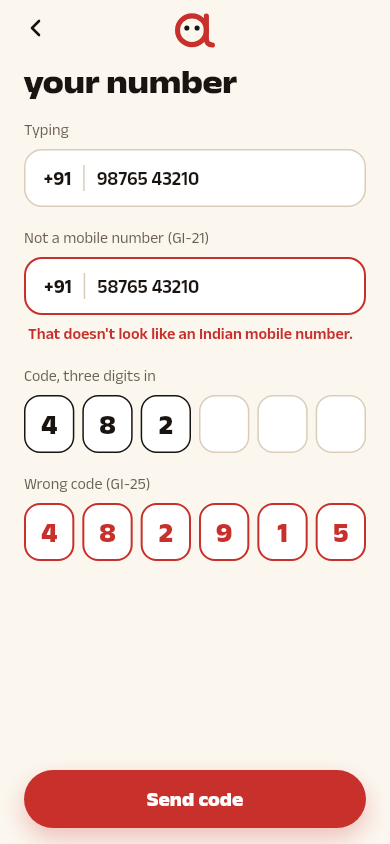 your number
Typing
+91 98765 43210
Not a mobile number (GI-21)
+91 58765 43210
That doesn't look like an Indian mobile number.
Code, three digits in
4 8 2
Wrong code (GI-25)
4 8 2 9 1 5
Send code